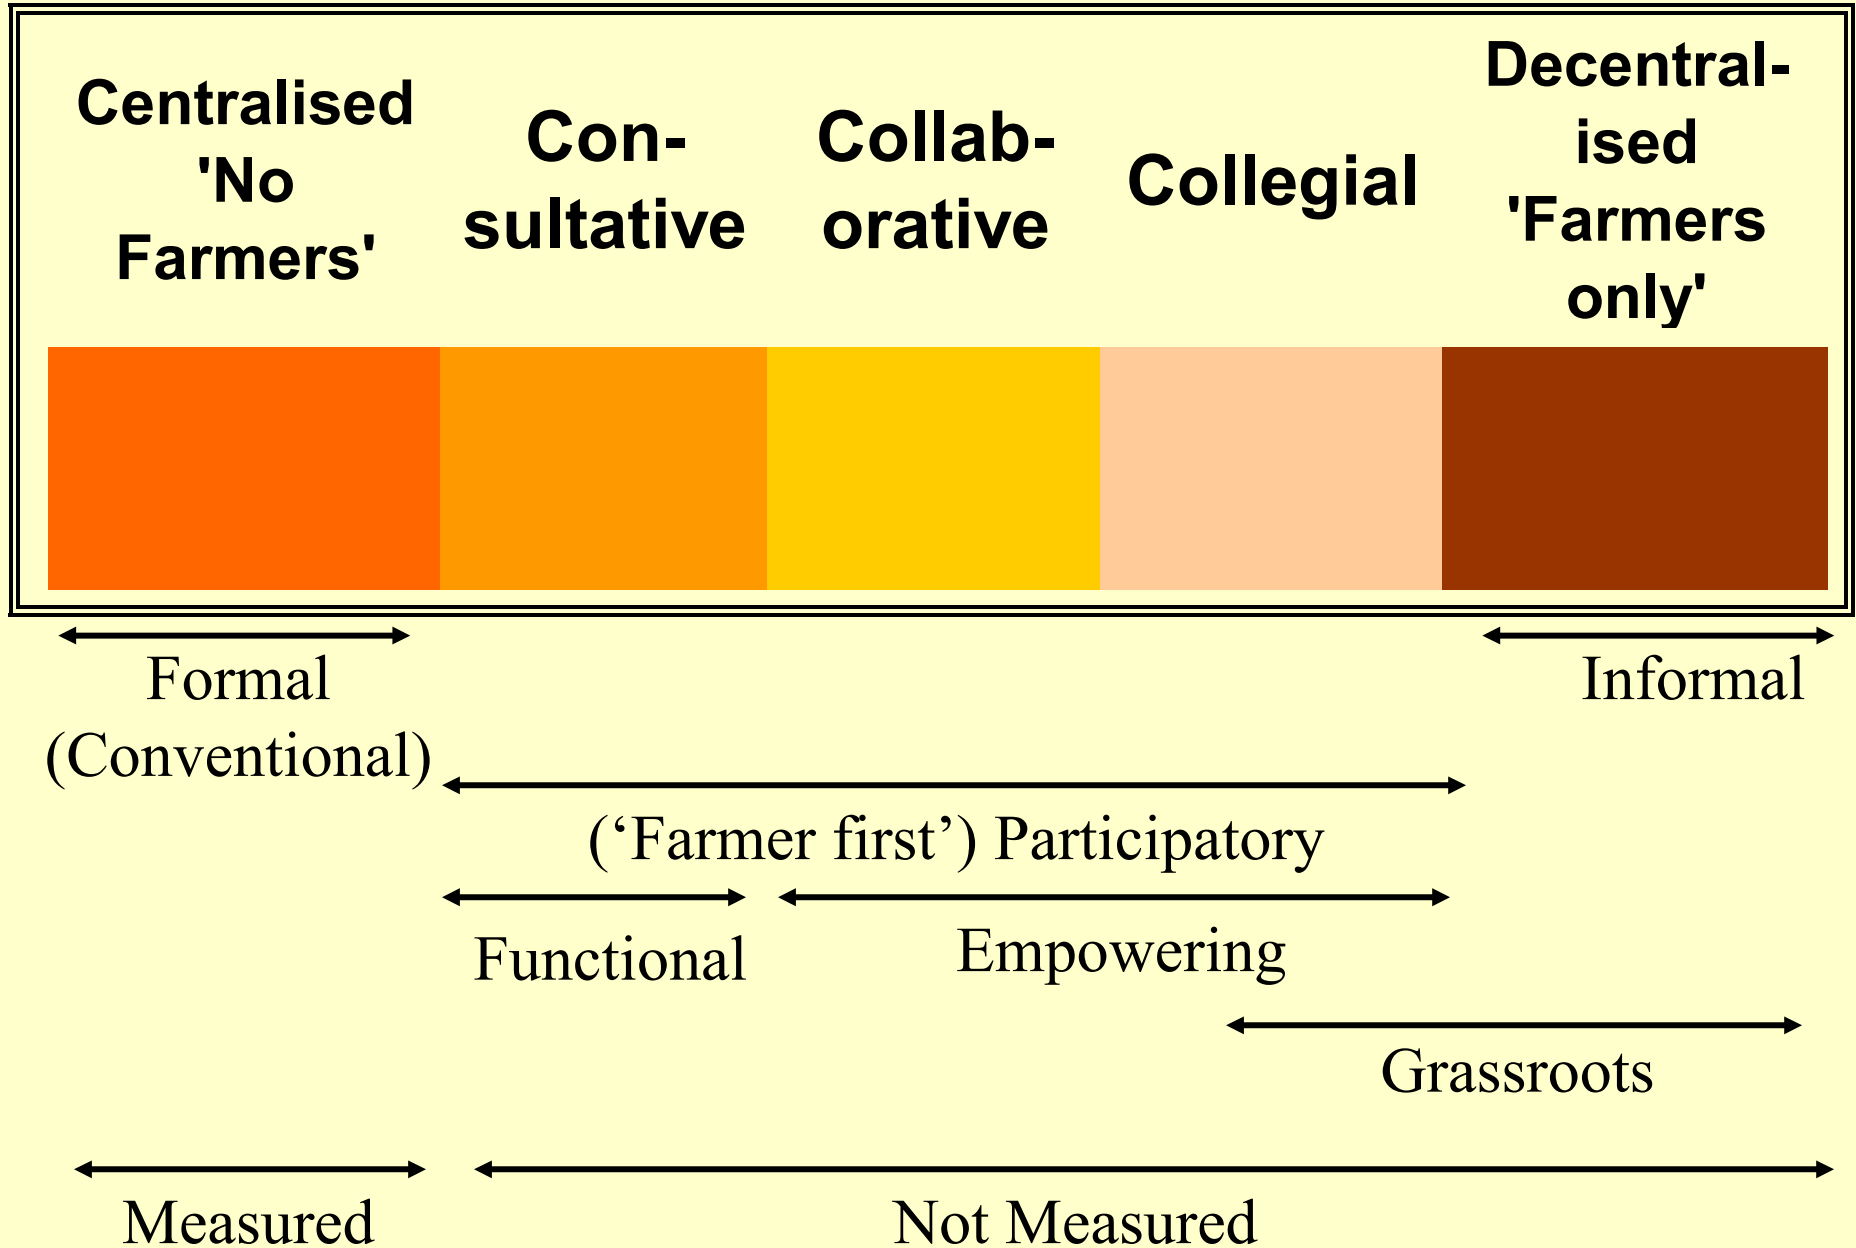 Centralised
'No
Farmers'
Con-
sultative
Collab-
orative
Collegial
Decentral-
ised
'Farmers
only'
Formal
(Conventional)
Informal
(‘Farmer first’) Participatory
Functional
Empowering
Grassroots
Measured
Not Measured